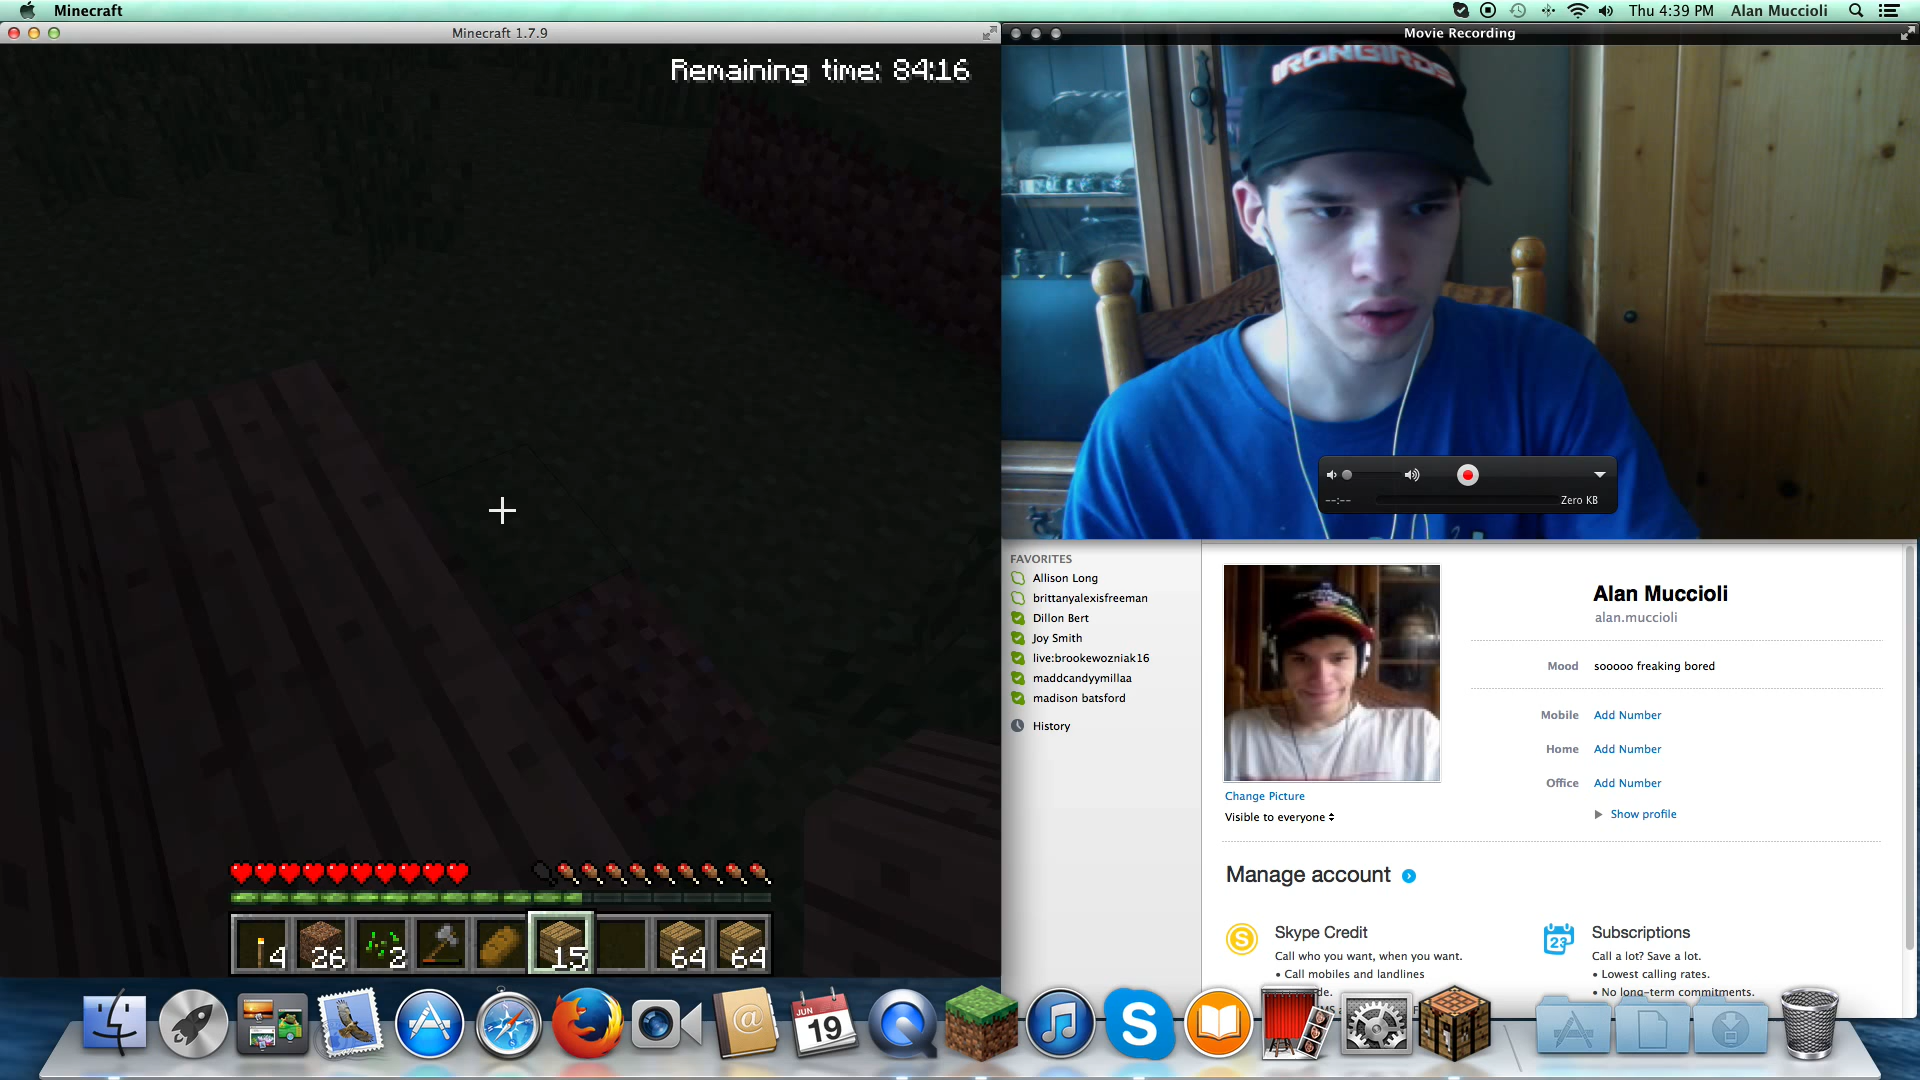 Minecraft
Thu 4:39 PM Alan Muccioli
Minecraft 1.7.9
Remaining time: 84:16
4
26
2
15
64
64
Movie Recording
IRONBIRDS
--:--
Zero KB
FAVORITES
Allison Long
brittanyalexisfreeman
Dillon Bert
Joy Smith
live:brookewozniak16
maddcandyymillaa
madison batsford
History
Change Picture
Visible to everyone
Alan Muccioli
alan.muccioli
Mood sooooo freaking bored
Mobile Add Number
Home Add Number
Office Add Number
Show profile
Manage account
Skype Credit
Call who you want, when you want.
• Call mobiles and landlines
de.
Subscriptions
Call a lot? Save a lot.
• Lowest calling rates.
• No long-term commitments.
23
JUN
19